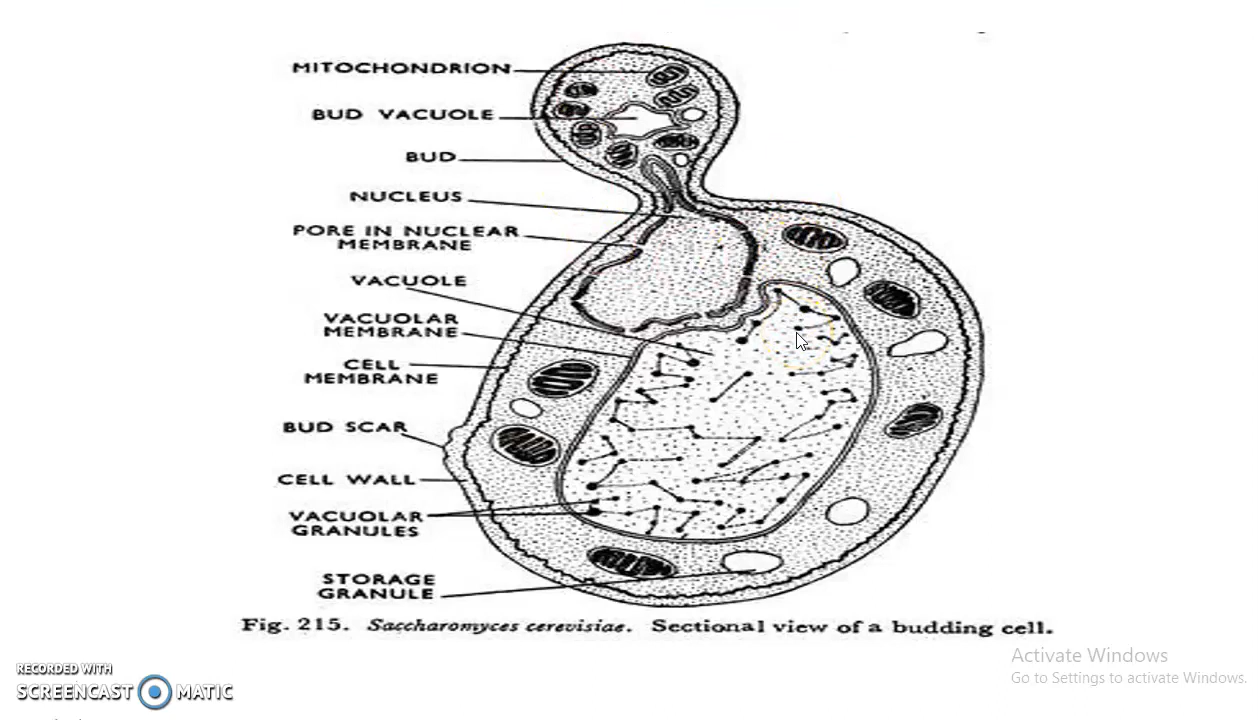 MITOCHONDRION
BUD VACUOLE
BUD
NUCLEUS
PORE IN NUCLEAR
MEMBRANE
VACUOLE
VACUOLAR
MEMBRANE
CELL
MEMBRANE
BUD SCAR
CELL WALL
VACUOLAR
GRANULES
STORAGE
GRANULE
Fig. 215. Saccharomyces cerevisiae. Sectional view of a budding cell.
Activate Windows
Go to Settings to activate Windows.
RECORDED WITH
SCREENCAST MATIC